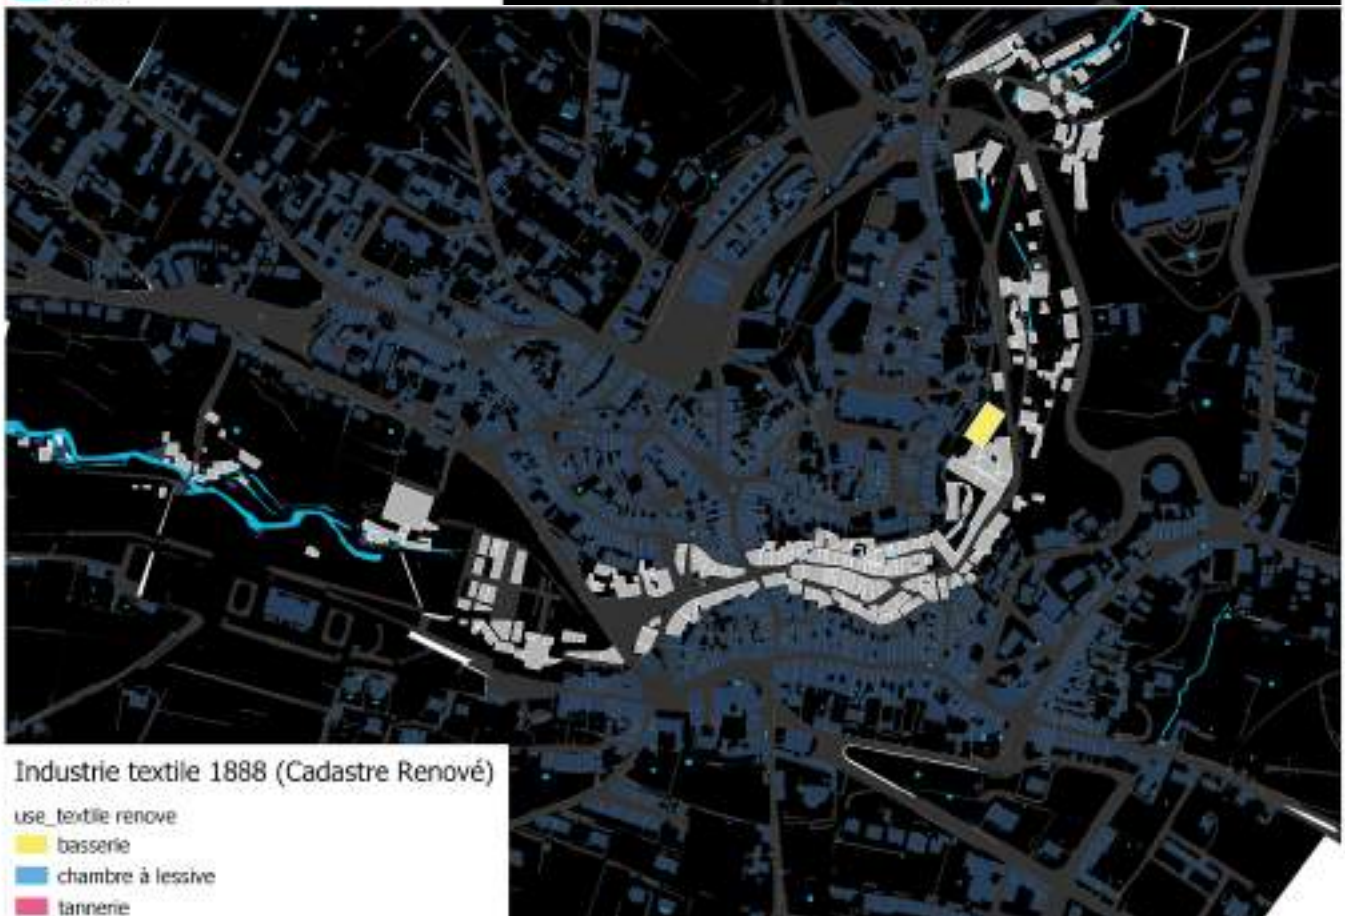 Industrie textile 1888 (Cadastre Renové)
use_textile renove
basserie
chambre à lessive
tannerie